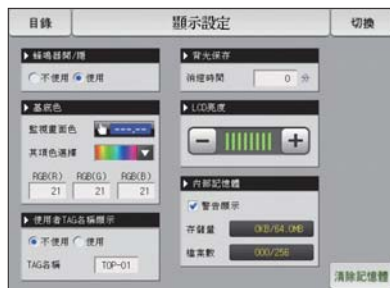 目錄
顯示設定
切換
▶ 蜂鳴器開/關
不使用 使用
▶ 基底色
監視畫面色
其項色選擇
RGB(R) RGB(G) RGB(B)
21 21 21
▶ 使用者TAG名稱顯示
不使用 使用
TAG名稱 TOP-01
▶ 背光保存
消燈時間 0 分
▶ LCD亮度
▶ 內部記憶體
警告顯示
存儲量 0KB/64.0MB
檔案數 000/256
清除記憶體